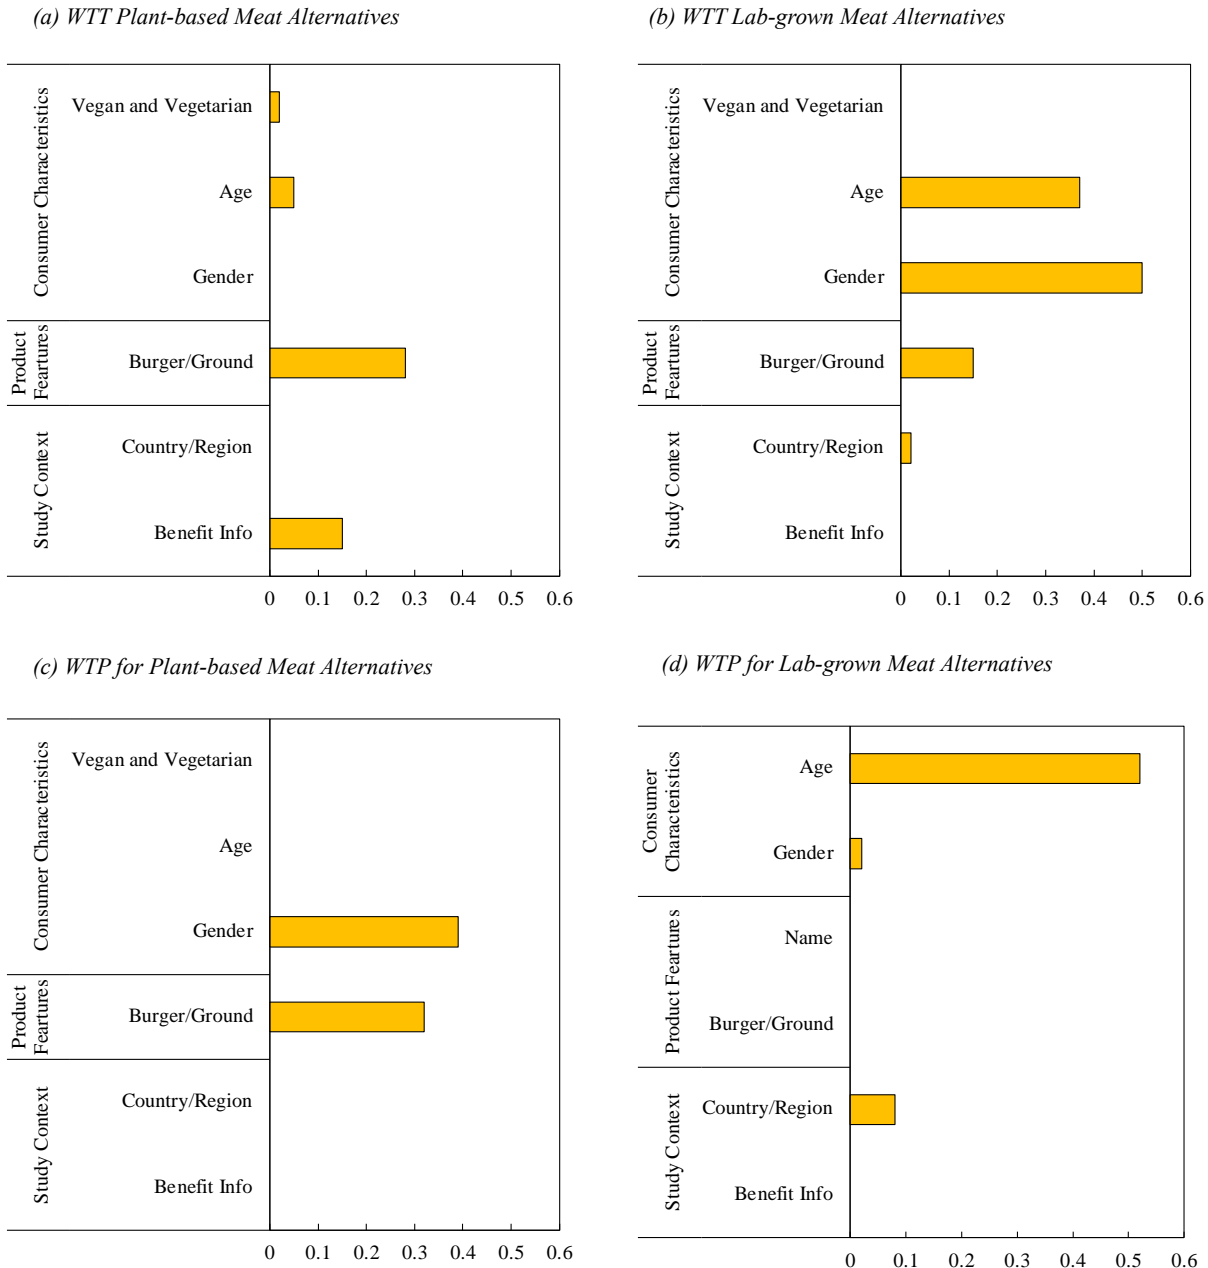 (a) WTT Plant-based Meat Alternatives
Consumer Characteristics
Vegan and Vegetarian
Age
Gender
Product
Feartures
Burger/Ground
Study Context
Country/Region
Benefit Info
0 0.1 0.2 0.3 0.4 0.5 0.6
(b) WTT Lab-grown Meat Alternatives
Consumer Characteristics
Vegan and Vegetarian
Age
Gender
Product
Feartures
Burger/Ground
Study Context
Country/Region
Benefit Info
0 0.1 0.2 0.3 0.4 0.5 0.6
(c) WTP for Plant-based Meat Alternatives
Consumer Characteristics
Vegan and Vegetarian
Age
Gender
Product
Feartures
Burger/Ground
Study Context
Country/Region
Benefit Info
0 0.1 0.2 0.3 0.4 0.5 0.6
(d) WTP for Lab-grown Meat Alternatives
Consumer
Characteristics
Age
Gender
Product Feartures
Name
Burger/Ground
Study Context
Country/Region
Benefit Info
0 0.1 0.2 0.3 0.4 0.5 0.6